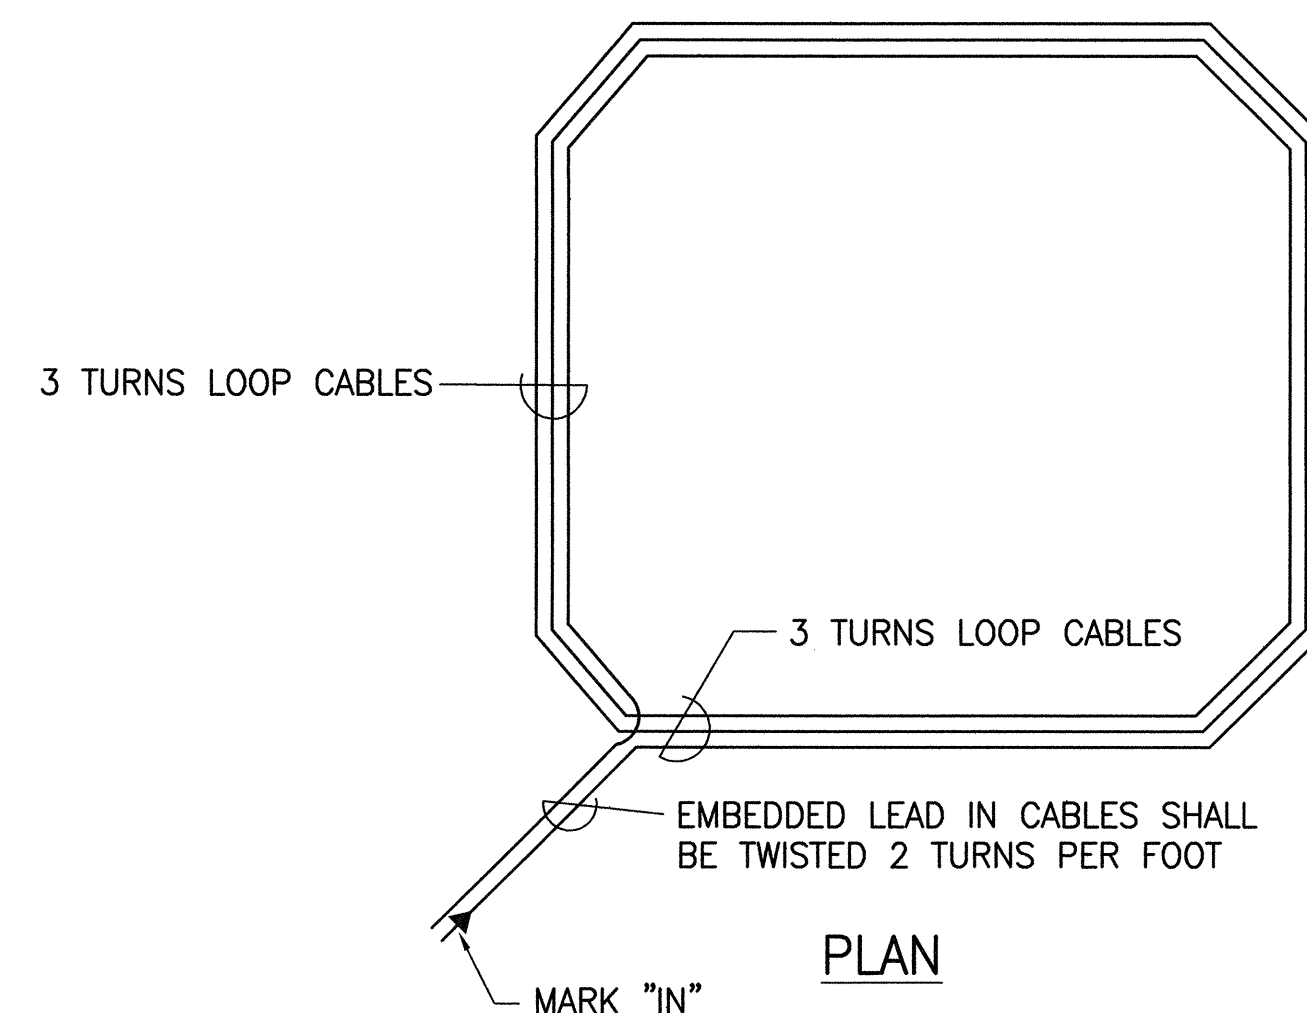 3 TURNS LOOP CABLES
3 TURNS LOOP CABLES
EMBEDDED LEAD IN CABLES SHALL
BE TWISTED 2 TURNS PER FOOT
PLAN
MARK "IN"